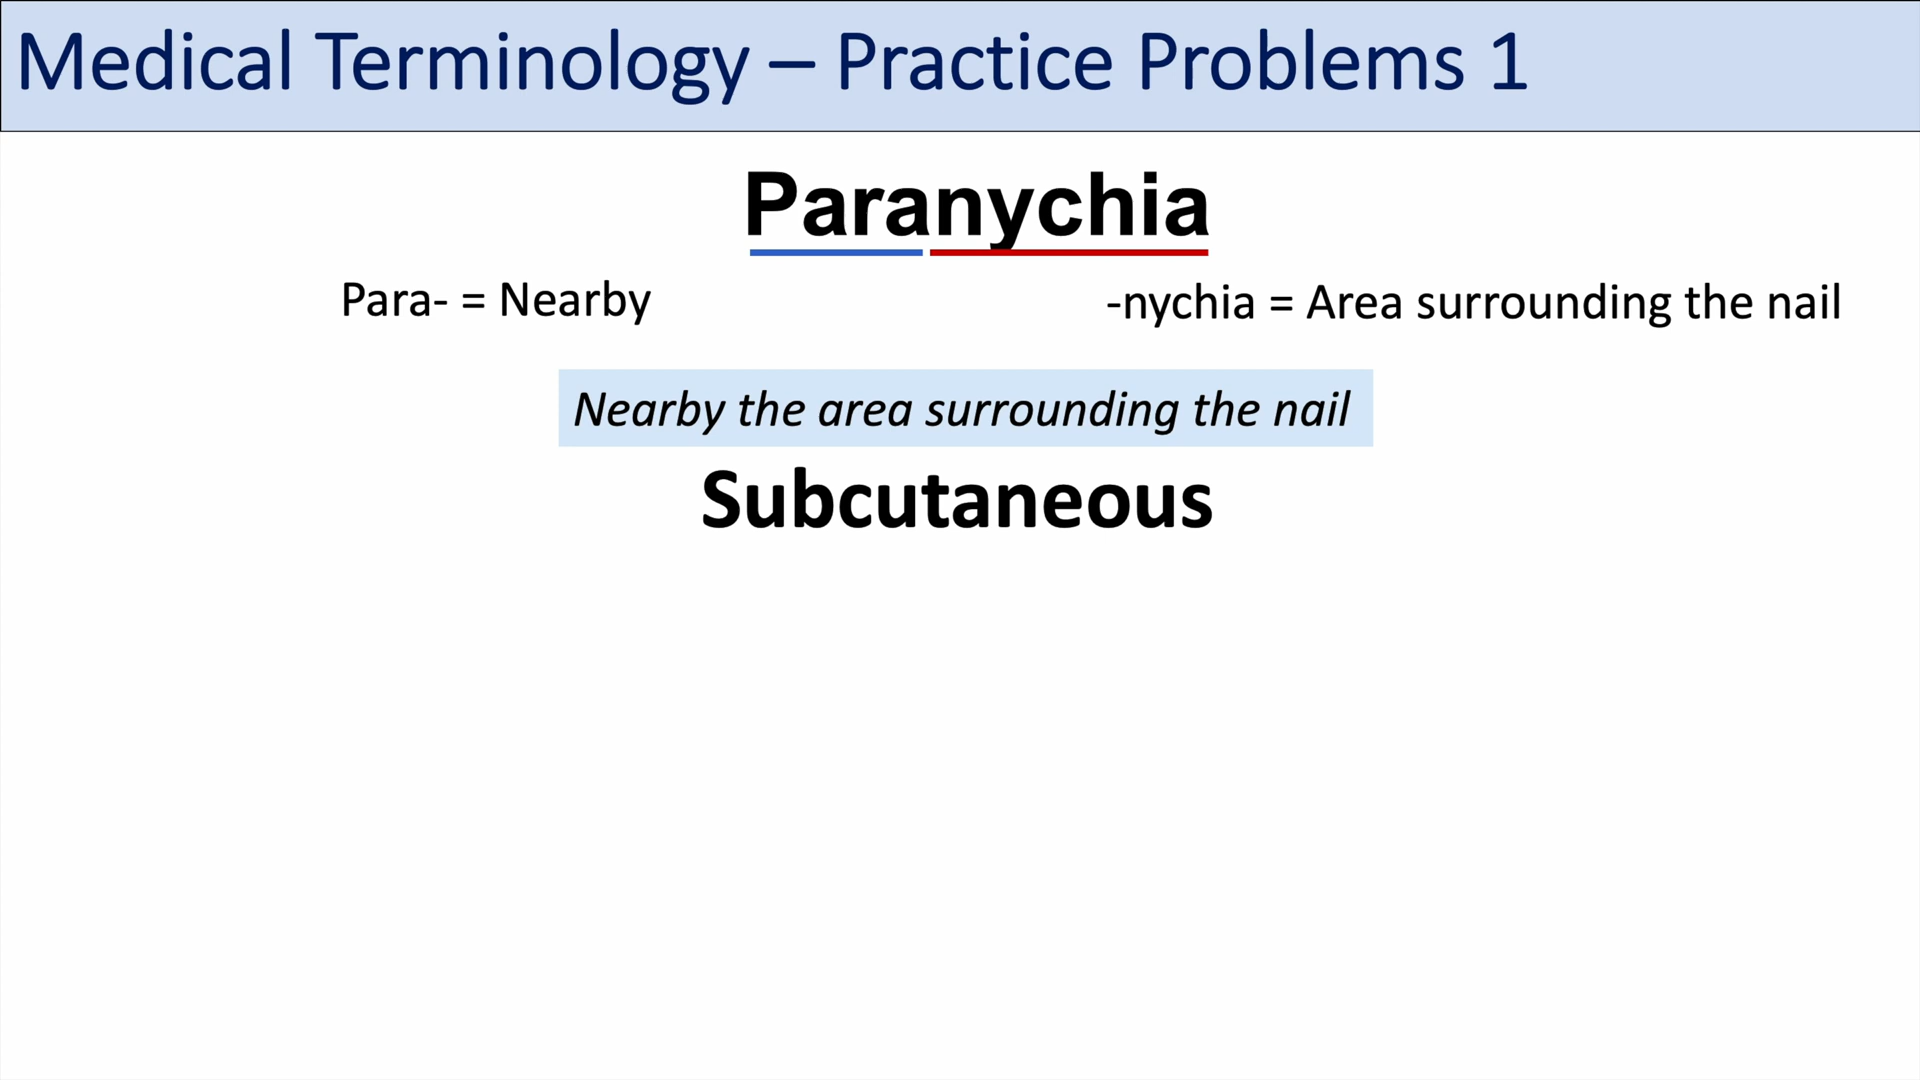 Medical Terminology – Practice Problems 1
Paranychia
Para- = Nearby
-nychia = Area surrounding the nail
Nearby the area surrounding the nail
Subcutaneous